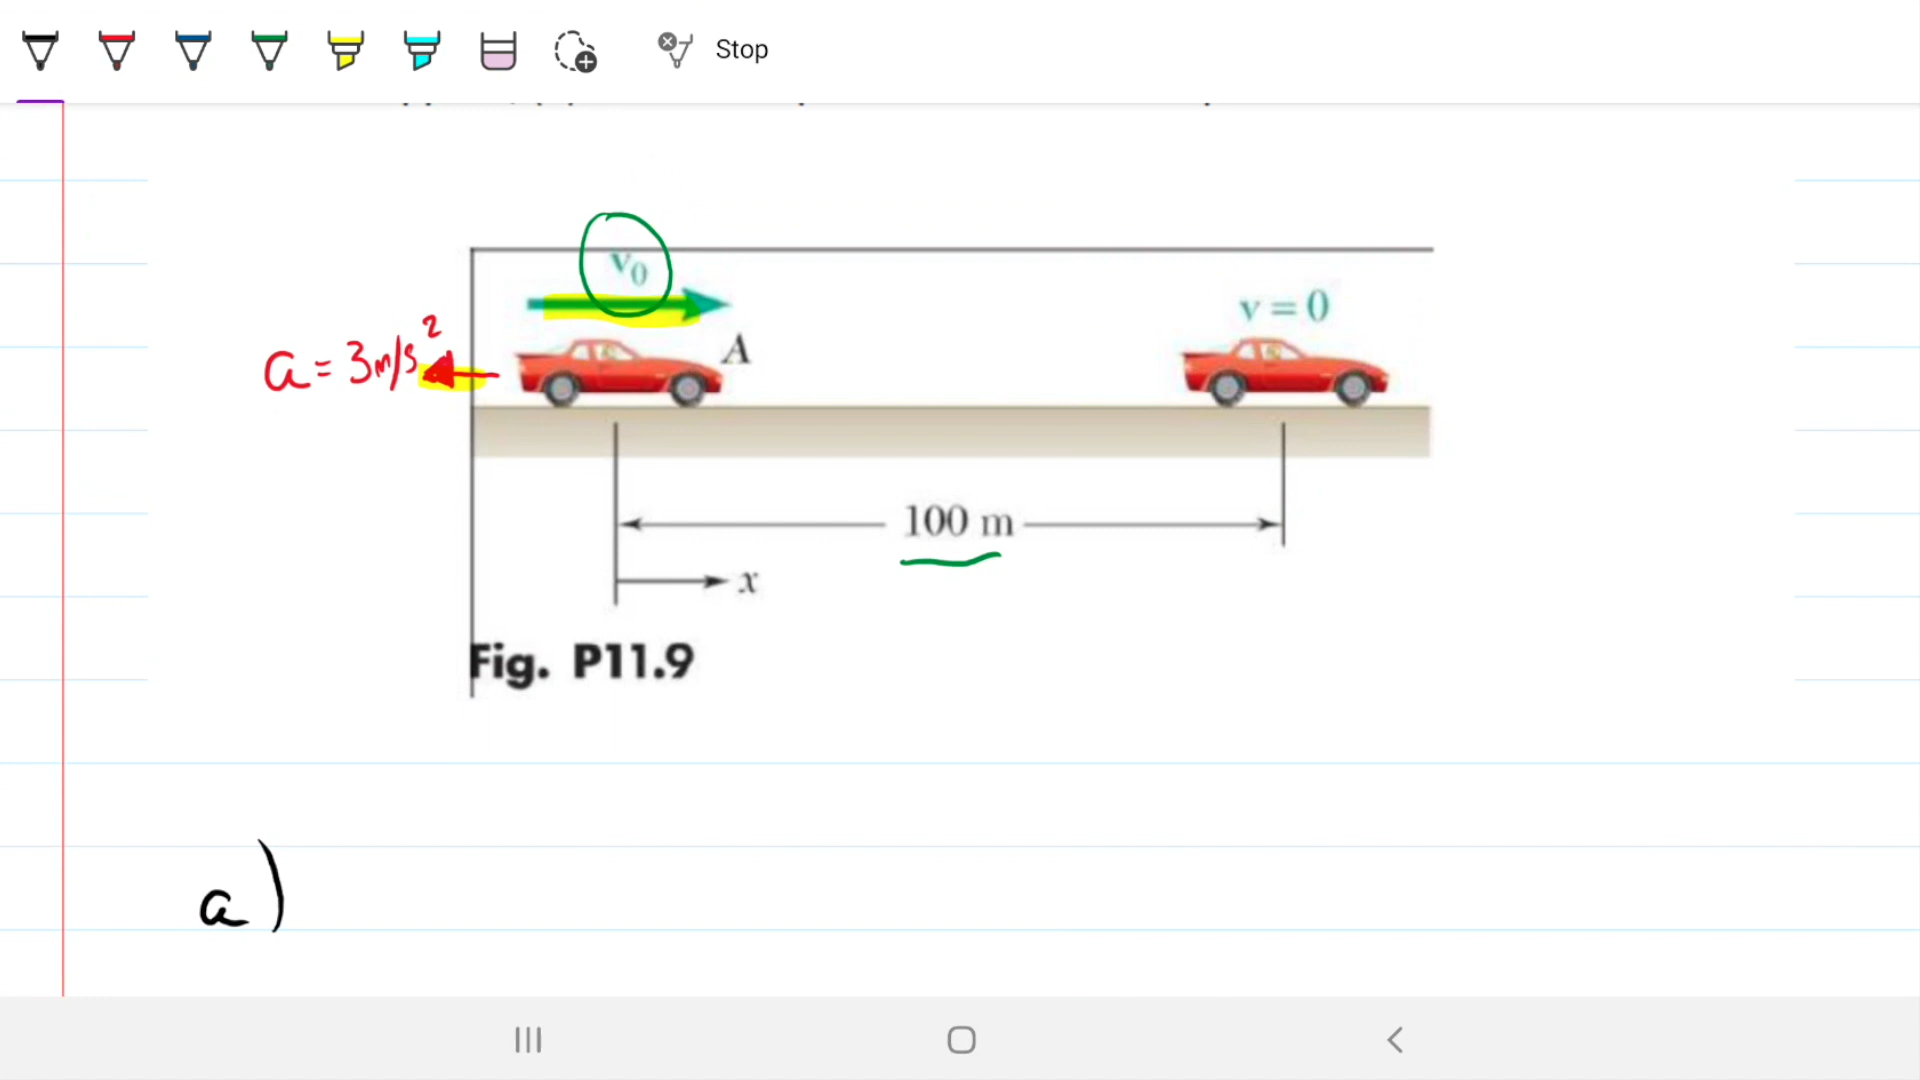 Stop
v0
v = 0
a = 3m/s²
A
100 m
x
Fig. P11.9
a)